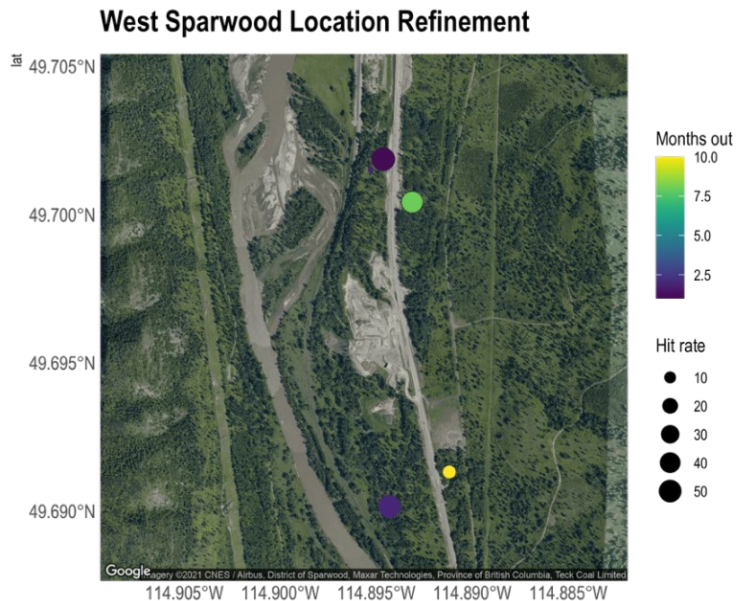 West Sparwood Location Refinement
lat
49.705°N
49.700°N
49.695°N
49.690°N
114.905°W 114.900°W 114.895°W 114.890°W 114.885°W
Google
agery ©2021 CNES / Airbus, District of Sparwood, Maxar Technologies, Province of British Columbia, Teck Coal Limited
Months out
10.0
7.5
5.0
2.5
Hit rate
10
20
30
40
50